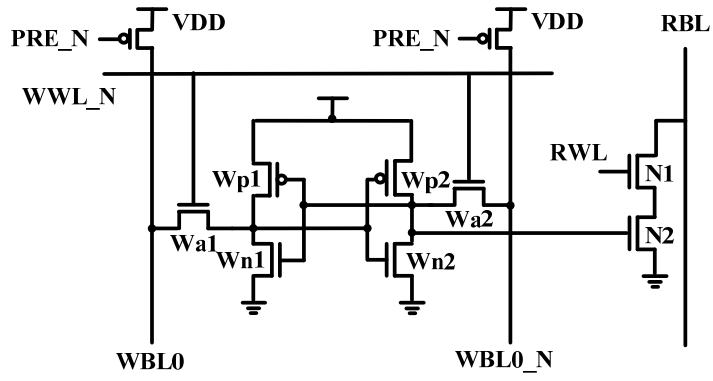 VDD
VDD
RBL
PRE_N
PRE_N
WWL_N
Wp1
Wp2
RWL
N1
Wa1
Wa2
N2
Wn1
Wn2
WBL0
WBL0_N